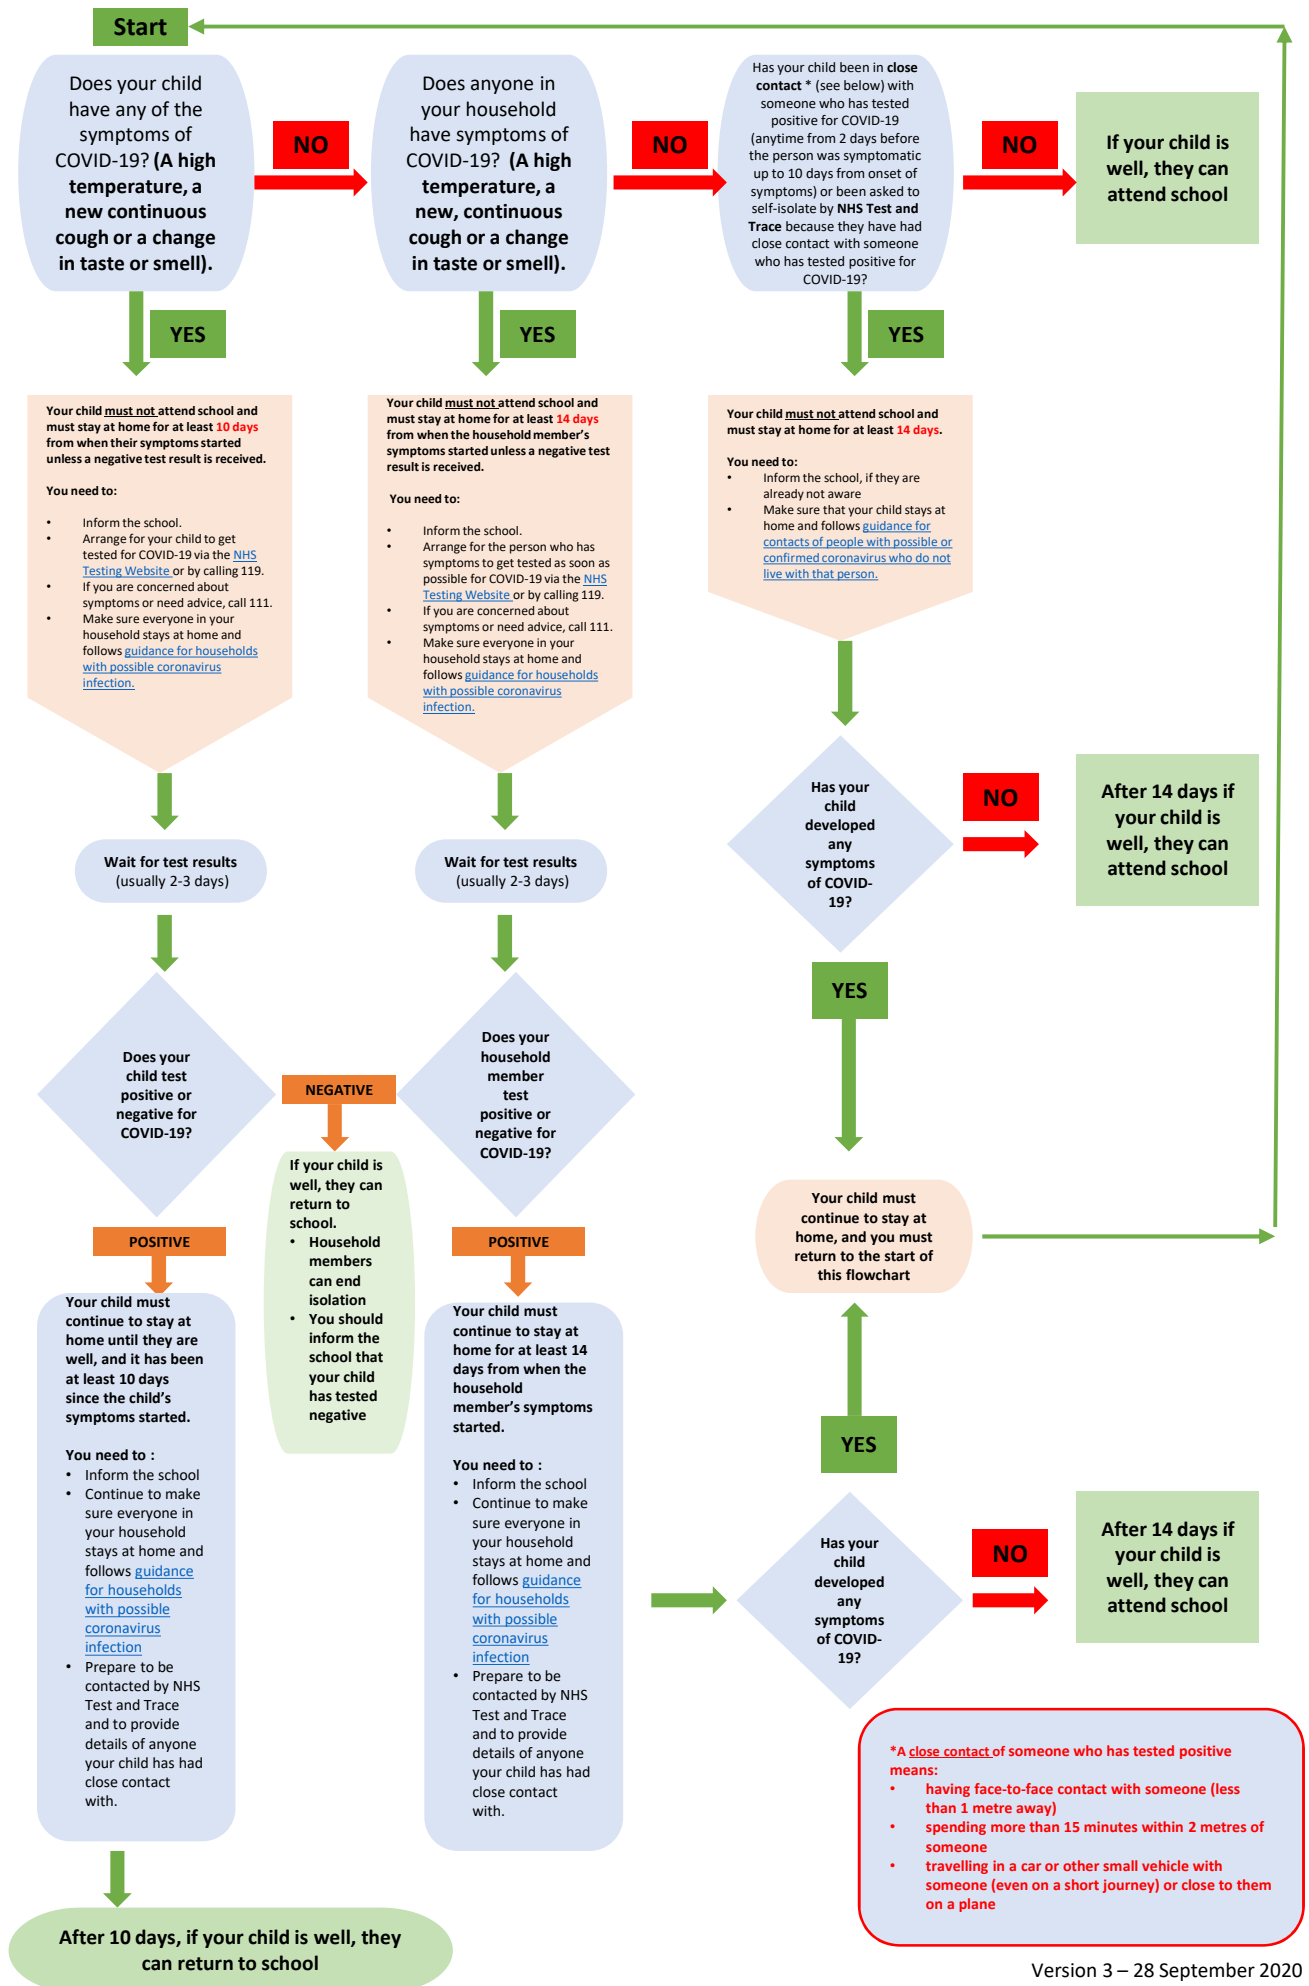 Start
Does your child
have any of the
symptoms of
COVID-19? (A high
temperature, a
new continuous
cough or a change
in taste or smell).
NO
Does anyone in
your household
have symptoms of
COVID-19? (A high
temperature, a
new, continuous
cough or a change
in taste or smell).
NO
Has your child been in close
contact * (see below) with
someone who has tested
positive for COVID-19
(anytime from 2 days before
the person was symptomatic
up to 10 days from onset of
symptoms) or been asked to
self-isolate by NHS Test and
Trace because they have had
close contact with someone
who has tested positive for
COVID-19?
NO
If your child is
well, they can
attend school
YES
YES
YES
Your child must not attend school and
must stay at home for at least 10 days
from when their symptoms started
unless a negative test result is received.
You need to:
• Inform the school.
• Arrange for your child to get
tested for COVID-19 via the NHS
Testing Website or by calling 119.
• If you are concerned about
symptoms or need advice, call 111.
• Make sure everyone in your
household stays at home and
follows guidance for households
with possible coronavirus
infection.
Your child must not attend school and
must stay at home for at least 14 days
from when the household member's
symptoms started unless a negative test
result is received.
You need to:
• Inform the school.
• Arrange for the person who has
symptoms to get tested as soon as
possible for COVID-19 via the NHS
Testing Website or by calling 119.
• If you are concerned about
symptoms or need advice, call 111.
• Make sure everyone in your
household stays at home and
follows guidance for households
with possible coronavirus
infection.
Your child must not attend school and
must stay at home for at least 14 days.
You need to:
• Inform the school, if they are
already not aware
• Make sure that your child stays at
home and follows guidance for
contacts of people with possible or
confirmed coronavirus who do not
live with that person.
Wait for test results
(usually 2-3 days)
Wait for test results
(usually 2-3 days)
Has your
child
developed
any
symptoms
of COVID-
19?
NO
After 14 days if
your child is
well, they can
attend school
YES
Does your
child test
positive or
negative for
COVID-19?
NEGATIVE
Does your
household
member
test
positive or
negative for
COVID-19?
If your child is
well, they can
return to
school.
• Household
members
can end
isolation
• You should
inform the
school that
your child
has tested
negative
Your child must
continue to stay at
home, and you must
return to the start of
this flowchart
POSITIVE
POSITIVE
Your child must
continue to stay at
home until they are
well, and it has been
at least 10 days
since the child's
symptoms started.
You need to :
• Inform the school
• Continue to make
sure everyone in
your household
stays at home and
follows guidance
for households
with possible
coronavirus
infection
• Prepare to be
contacted by NHS
Test and Trace
and to provide
details of anyone
your child has had
close contact
with.
Your child must
continue to stay at
home for at least 14
days from when the
household
member's symptoms
started.
You need to :
• Inform the school
• Continue to make
sure everyone in
your household
stays at home and
follows guidance
for households
with possible
coronavirus
infection
• Prepare to be
contacted by NHS
Test and Trace
and to provide
details of anyone
your child has had
close contact
with.
YES
Has your
child
developed
any
symptoms
of COVID-
19?
NO
After 14 days if
your child is
well, they can
attend school
*A close contact of someone who has tested positive
means:
• having face-to-face contact with someone (less
than 1 metre away)
• spending more than 15 minutes within 2 metres of
someone
• travelling in a car or other small vehicle with
someone (even on a short journey) or close to them
on a plane
After 10 days, if your child is well, they
can return to school
Version 3 – 28 September 2020